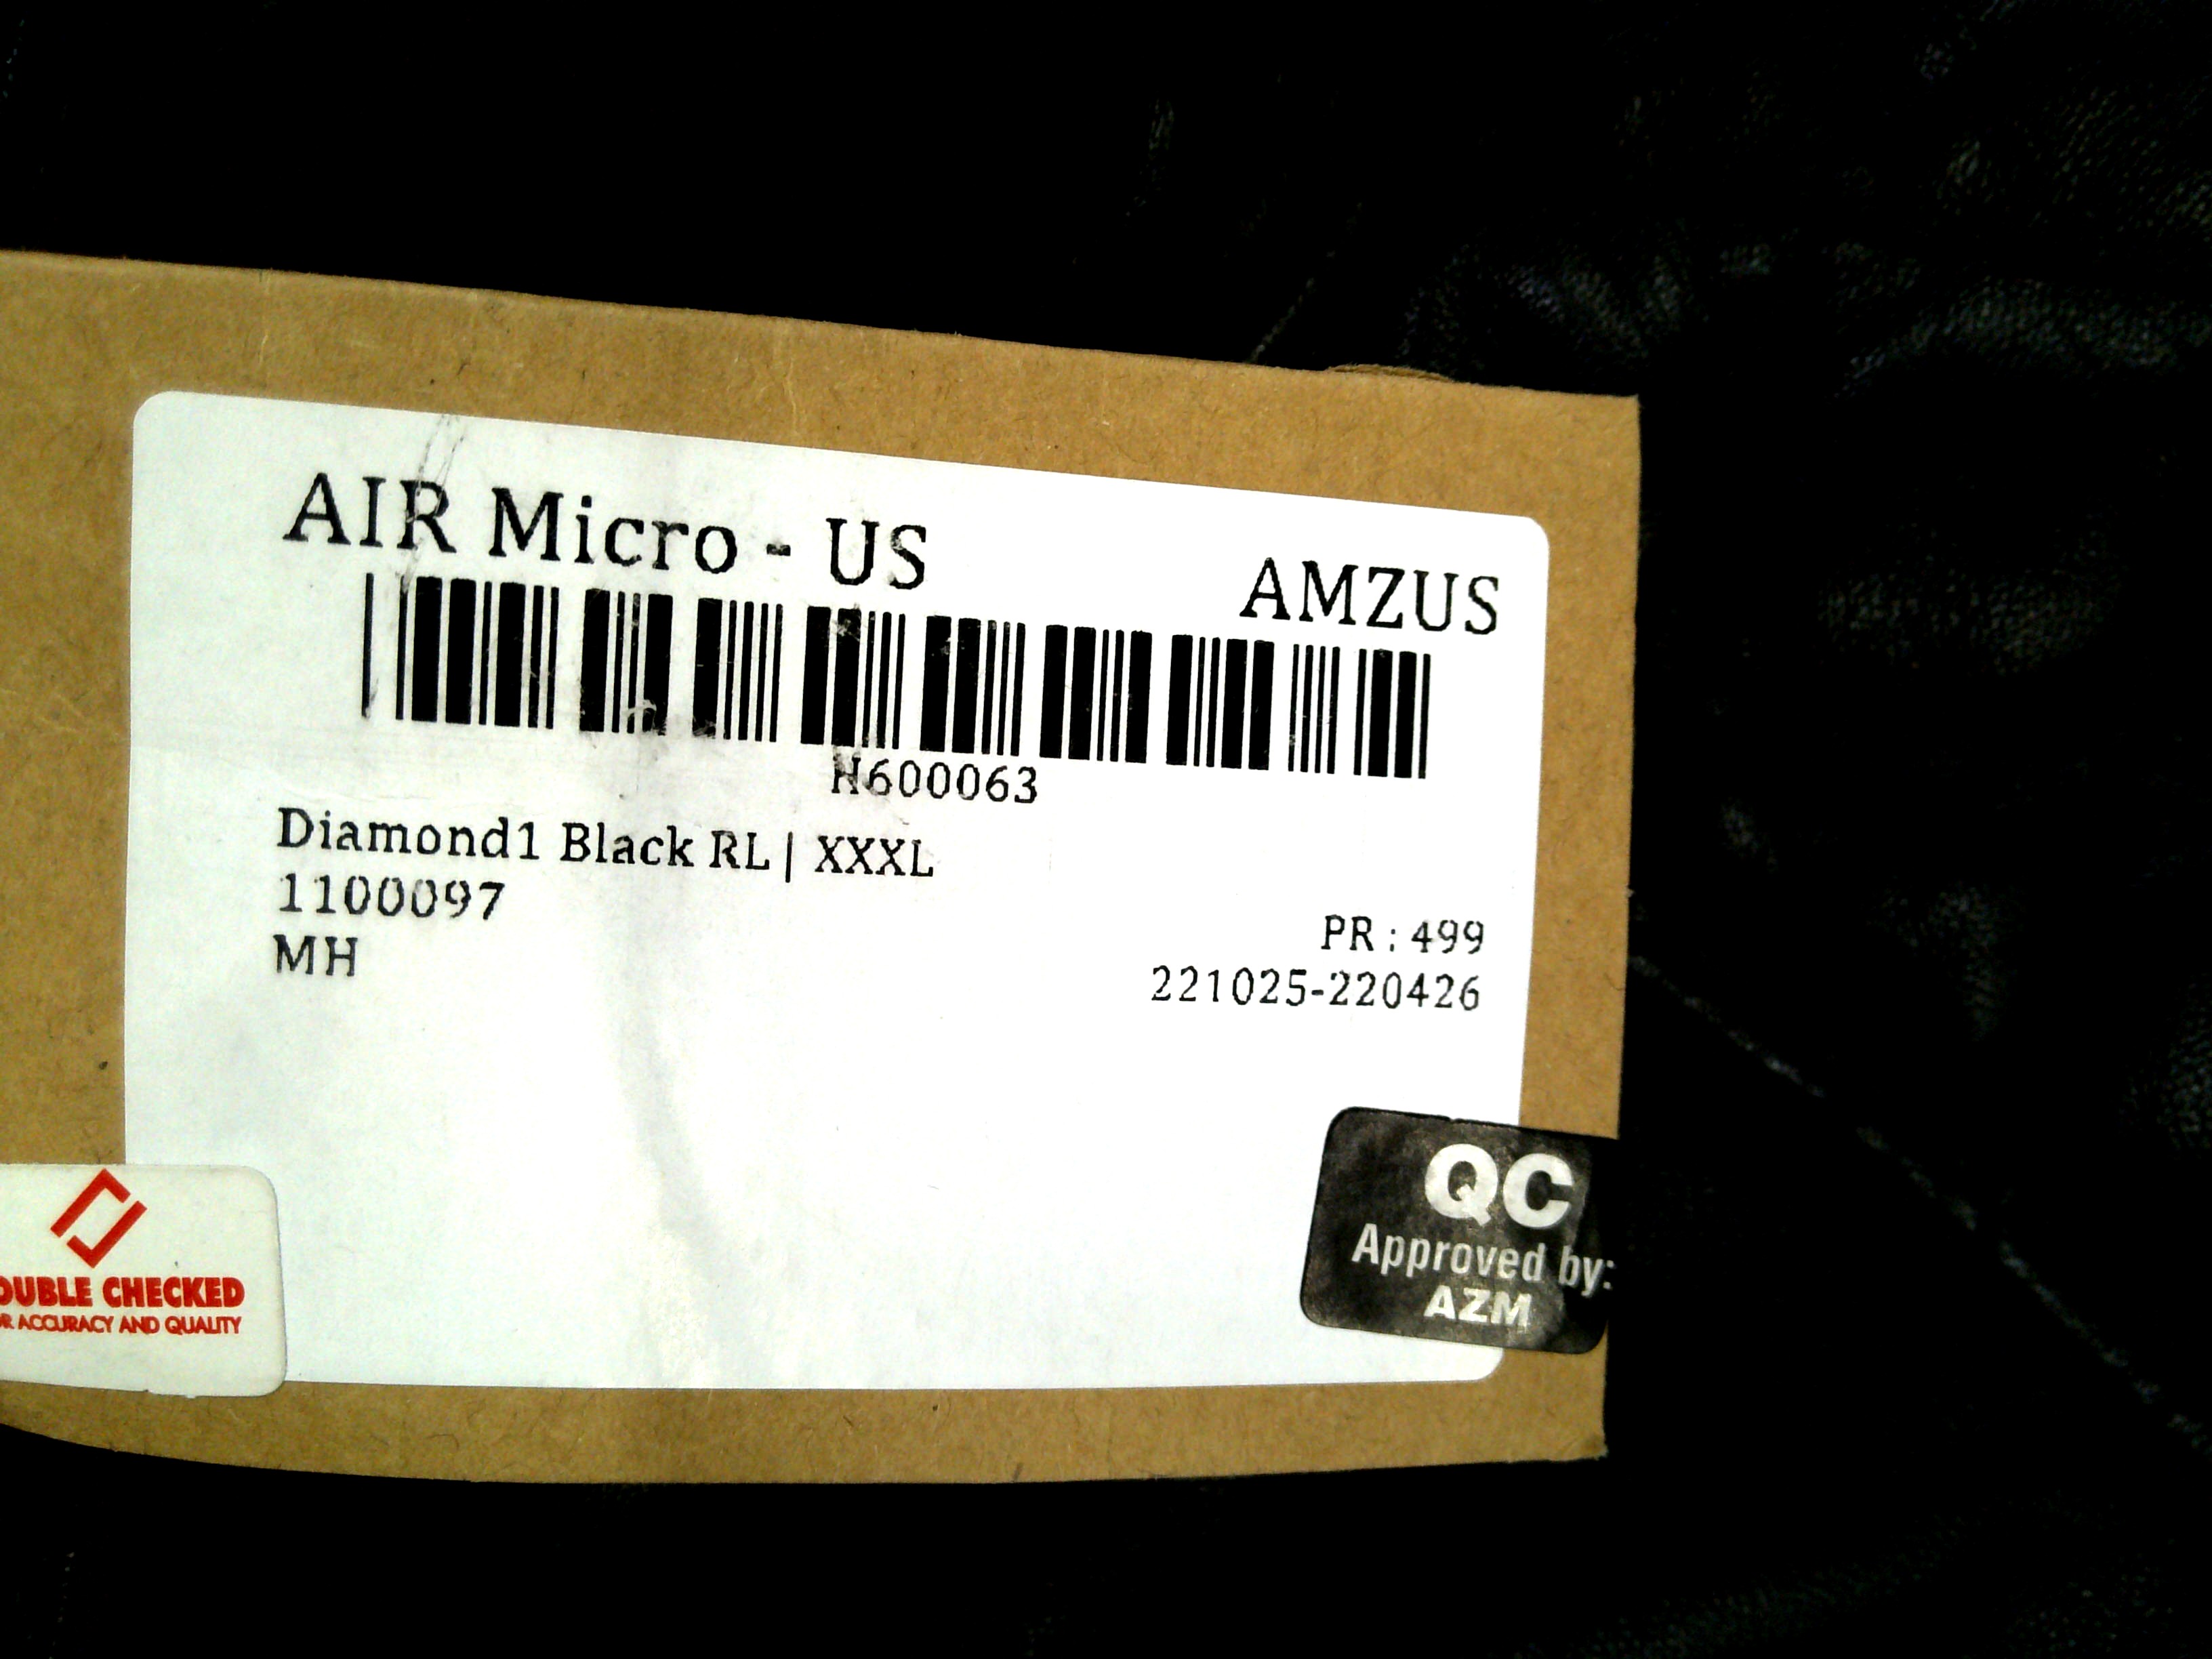 AIR Micro - US
AMZUS
H600063
Diamond1 Black RL | XXXL
1100097
MH
PR : 499
221025-220426
QC
Approved by:
AZM
OUBLE CHECKED
R ACCURACY AND QUALITY